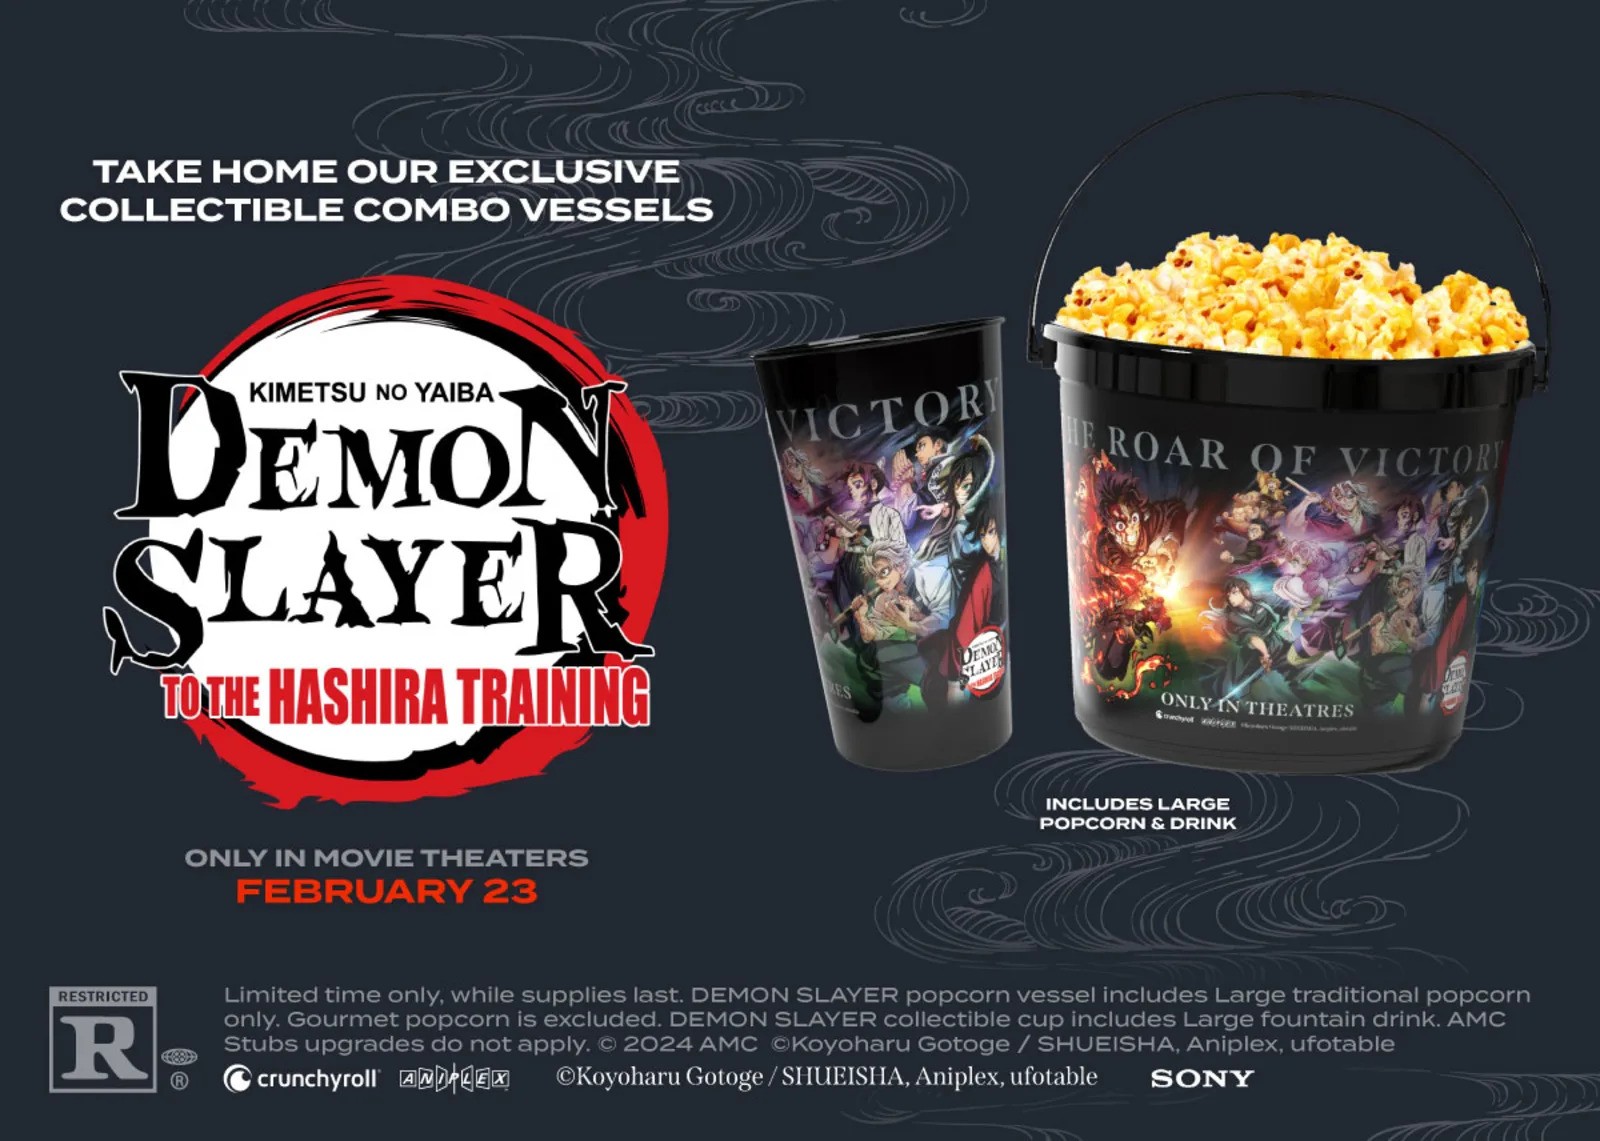 TAKE HOME OUR EXCLUSIVE
COLLECTIBLE COMBO VESSELS
KIMETSU NO YAIBA
DEMON
SLAYER
TO THE HASHIRA TRAINING
ONLY IN MOVIE THEATERS
FEBRUARY 23
VICTORY
DEMON
SLAYER
HE ROAR OF VICTORY
ONLY IN THEATRES
crunchyroll
INCLUDES LARGE
POPCORN & DRINK
RESTRICTED
R
®
Limited time only, while supplies last. DEMON SLAYER popcorn vessel includes Large traditional popcorn
only. Gourmet popcorn is excluded. DEMON SLAYER collectible cup includes Large fountain drink. AMC
Stubs upgrades do not apply. © 2024 AMC ©Koyoharu Gotoge / SHUEISHA, Aniplex, ufotable
crunchyroll ANIPLEX ©Koyoharu Gotoge / SHUEISHA, Aniplex, ufotable SONY